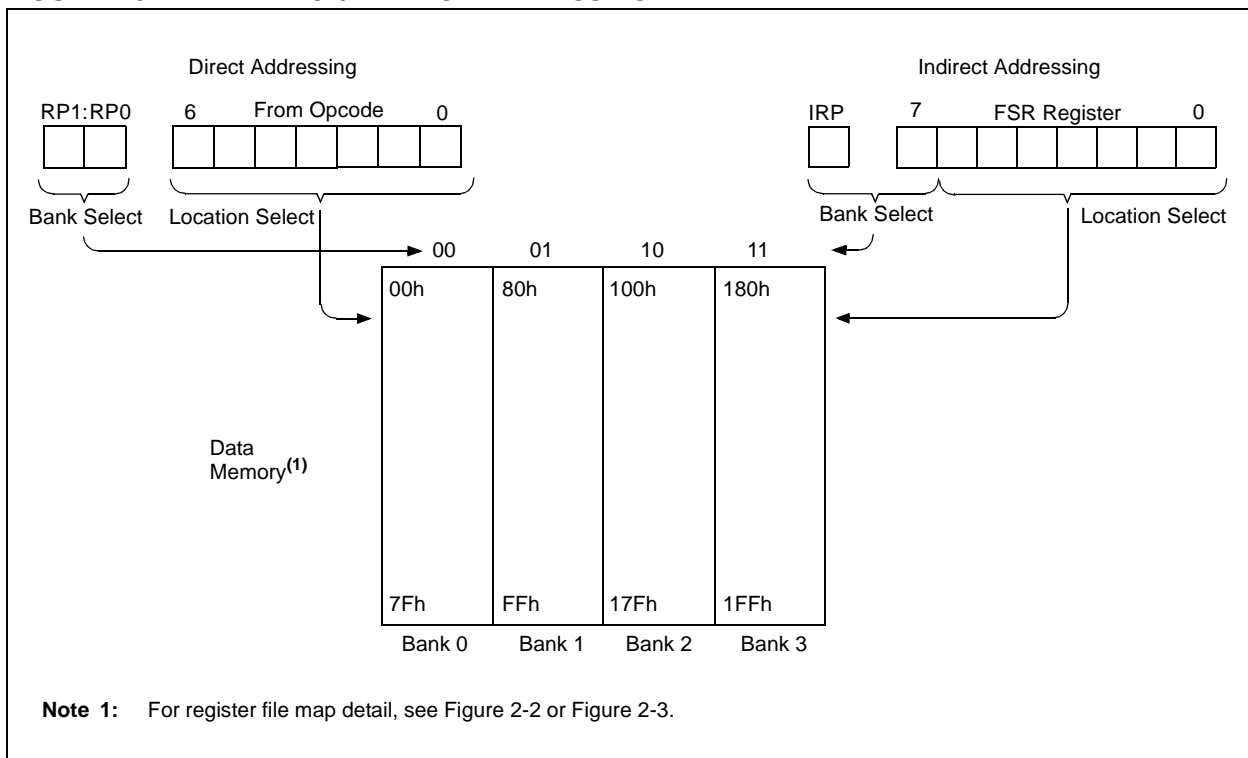 Direct Addressing
Indirect Addressing
RP1:RP0 6 From Opcode 0
IRP 7 FSR Register 0
Bank Select Location Select
Bank Select Location Select
00 01 10 11
00h 80h 100h 180h
Data
Memory(1)
7Fh FFh 17Fh 1FFh
Bank 0 Bank 1 Bank 2 Bank 3
Note 1: For register file map detail, see Figure 2-2 or Figure 2-3.